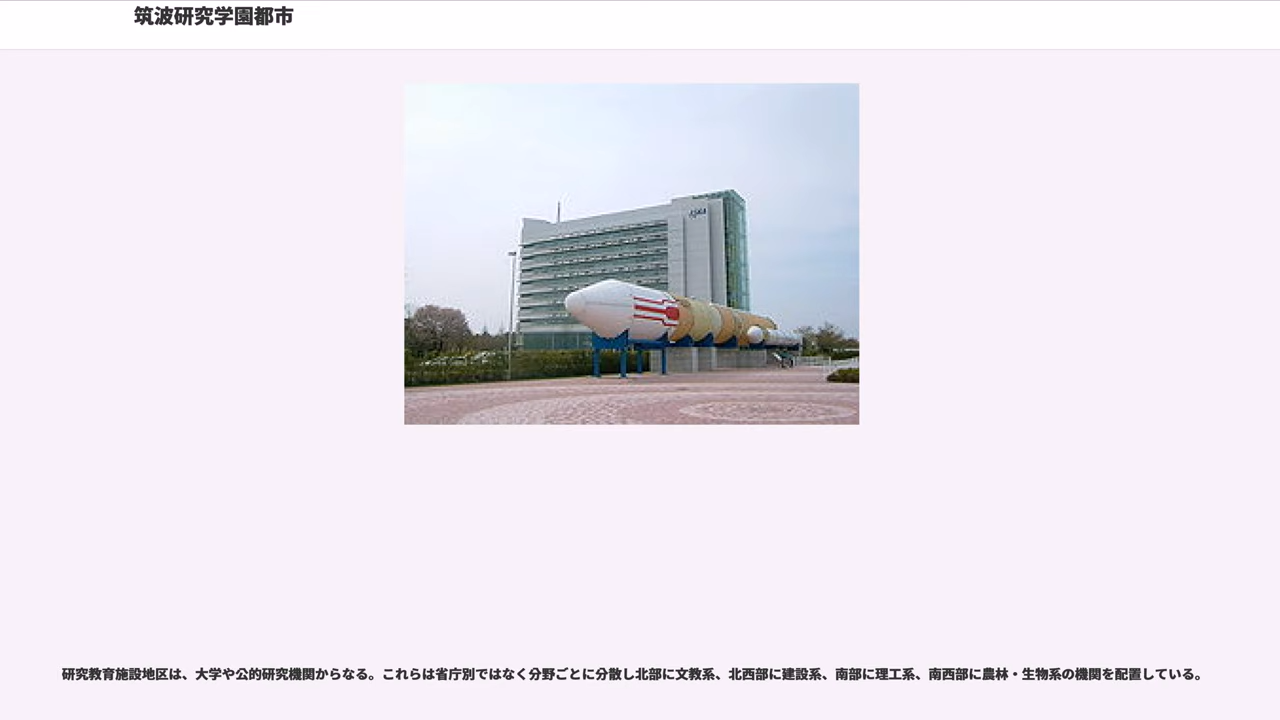 筑波研究学園都市
研究教育施設地区は、大学や公的研究機関からなる。これらは省庁別ではなく分野ごとに分散し北部に文教系、北西部に建設系、南部に理工系、南西部に農林・生物系の機関を配置している。